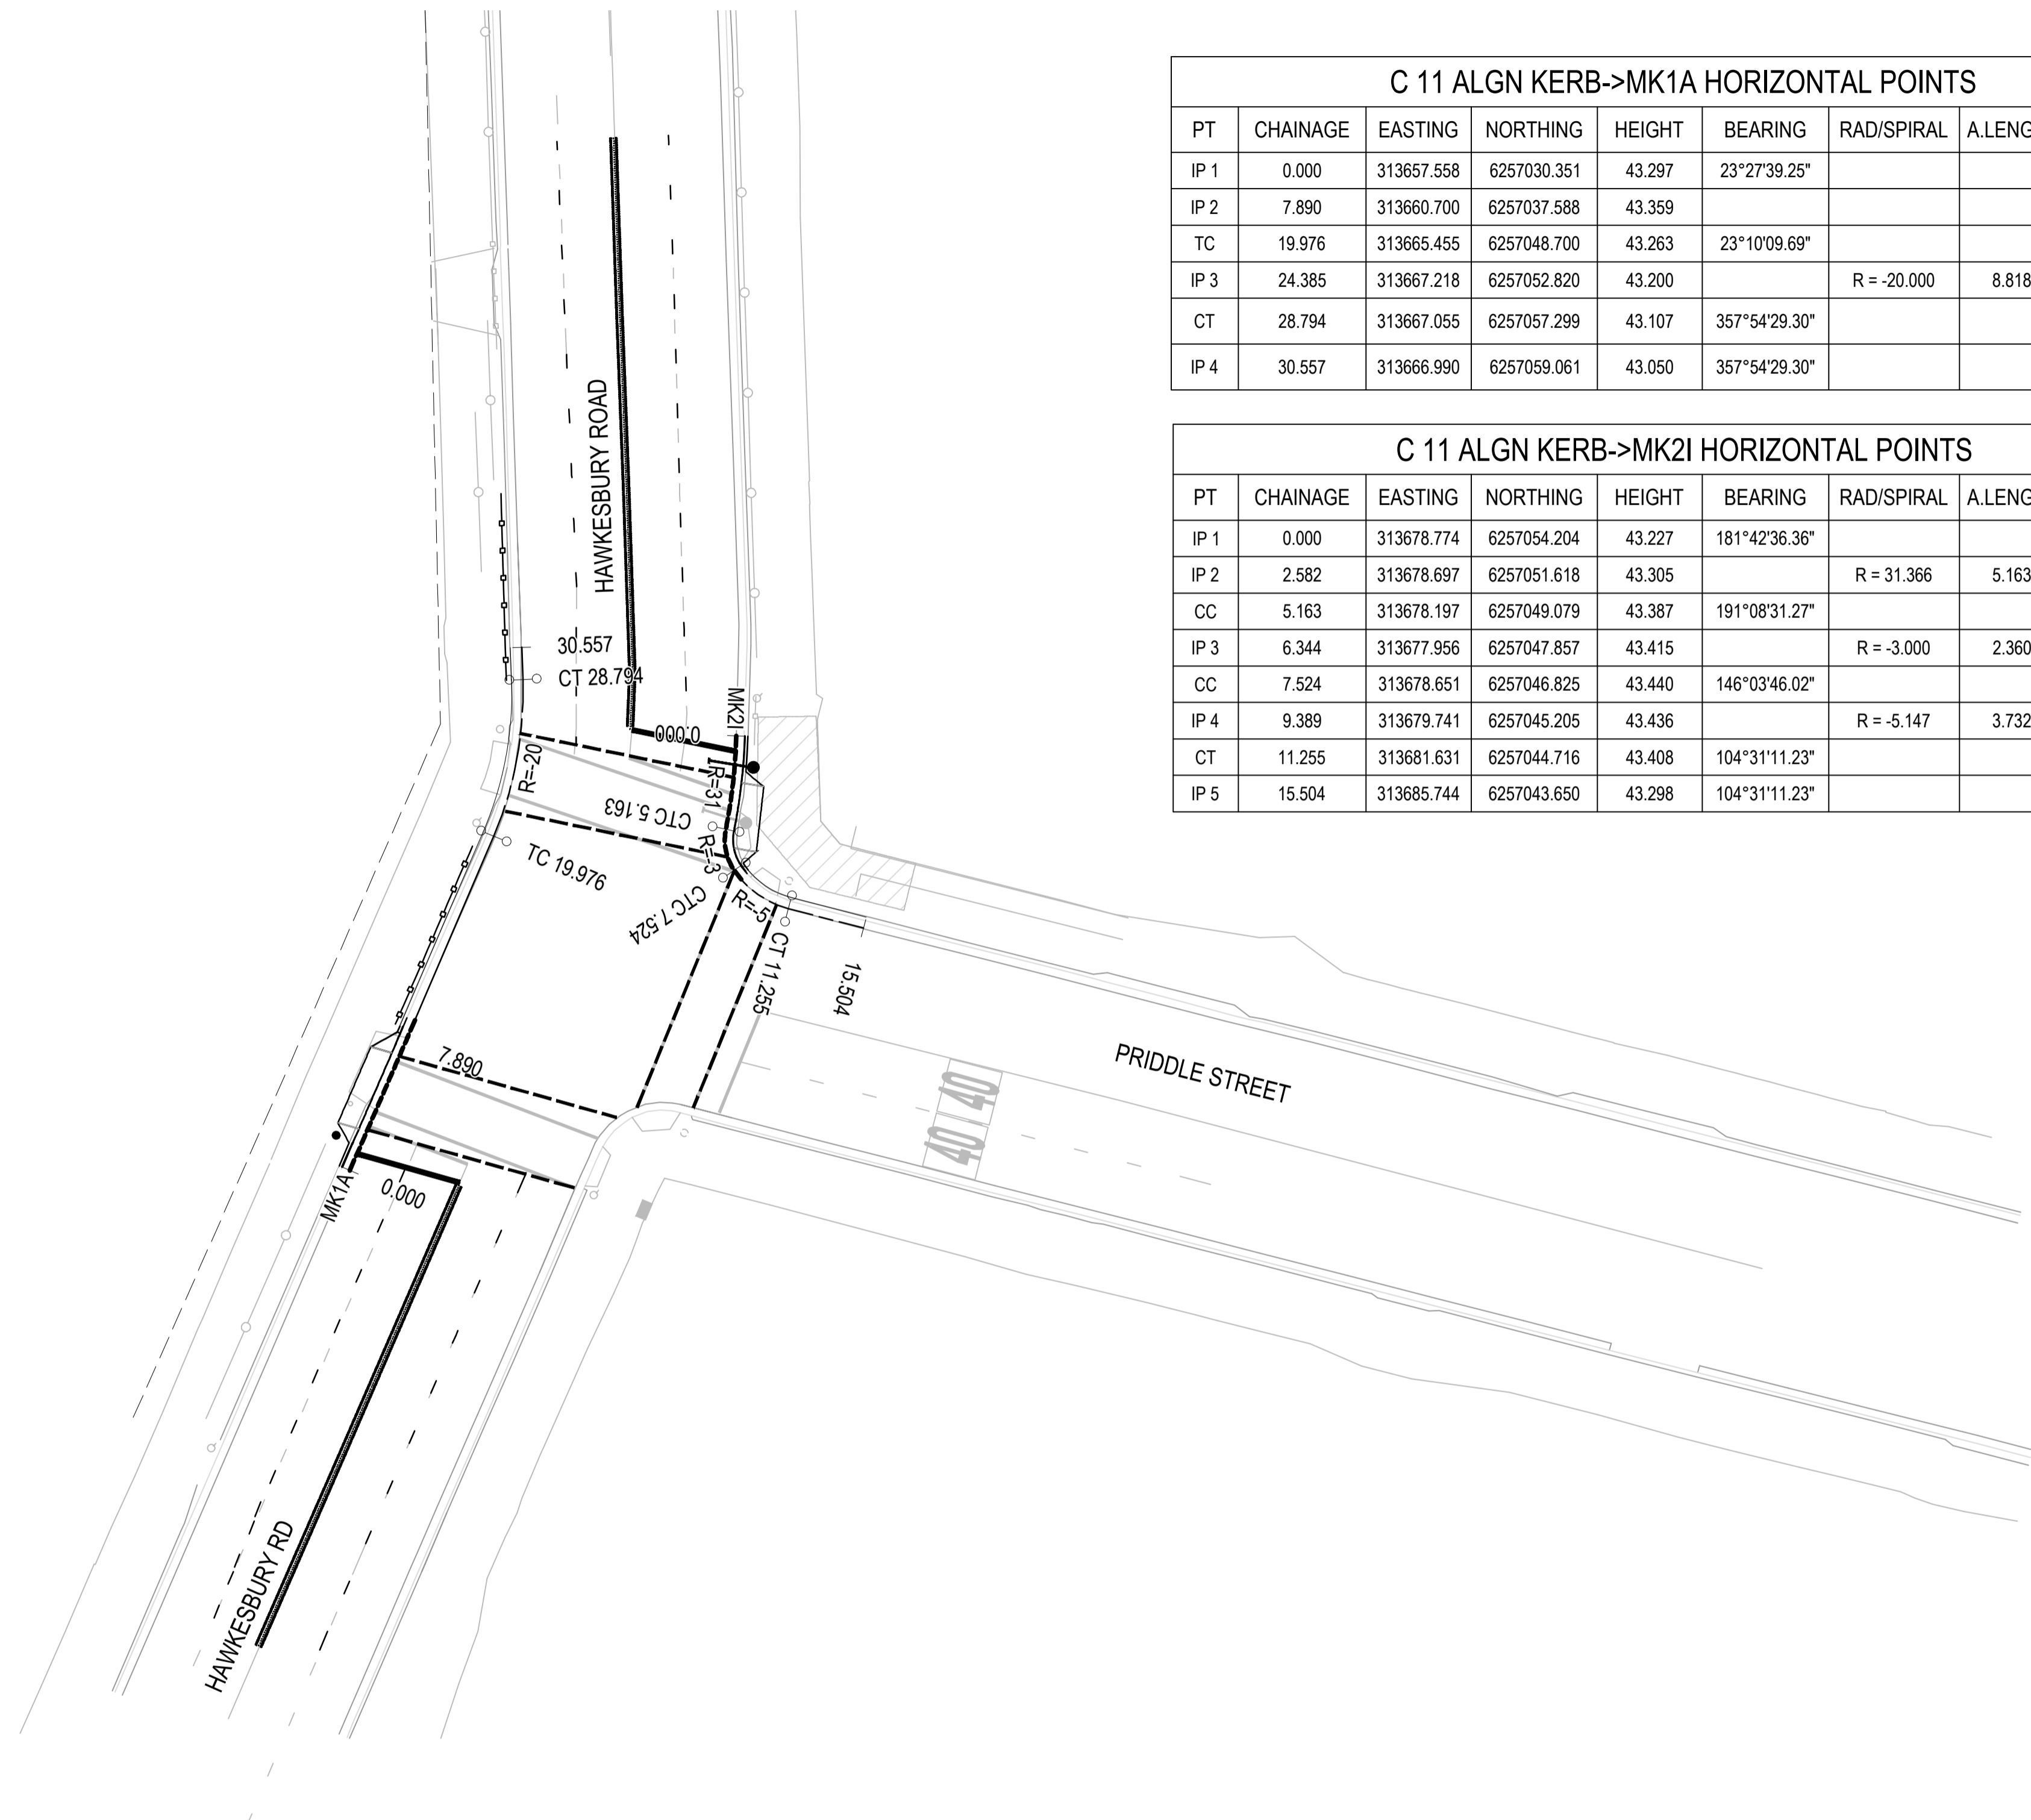 C 11 ALGN KERB->MK1A HORIZONTAL POINTS
PT CHAINAGE EASTING NORTHING HEIGHT BEARING RAD/SPIRAL A.LENG
IP 1 0.000 313657.558 6257030.351 43.297 23°27'39.25"
IP 2 7.890 313660.700 6257037.588 43.359
TC 19.976 313665.455 6257048.700 43.263 23°10'09.69"
IP 3 24.385 313667.218 6257052.820 43.200 R = -20.000 8.818
CT 28.794 313667.055 6257057.299 43.107 357°54'29.30"
IP 4 30.557 313666.990 6257059.061 43.050 357°54'29.30"
C 11 ALGN KERB->MK2I HORIZONTAL POINTS
PT CHAINAGE EASTING NORTHING HEIGHT BEARING RAD/SPIRAL A.LENG
IP 1 0.000 313678.774 6257054.204 43.227 181°42'36.36"
IP 2 2.582 313678.697 6257051.618 43.305 R = 31.366 5.163
CC 5.163 313678.197 6257049.079 43.387 191°08'31.27"
IP 3 6.344 313677.956 6257047.857 43.415 R = -3.000 2.360
CC 7.524 313678.651 6257046.825 43.440 146°03'46.02"
IP 4 9.389 313679.741 6257045.205 43.436 R = -5.147 3.732
CT 11.255 313681.631 6257044.716 43.408 104°31'11.23"
IP 5 15.504 313685.744 6257043.650 43.298 104°31'11.23"
HAWKESBURY ROAD
30.557
CT 28.794
MK2I
0.000
R=-20
R=31
CTC 5.163
R=-3
TC 19.976
CTC 7.524
R=-5
CT 11.255
15.504
7.890
PRIDDLE STREET
40
40
MK1A
0.000
HAWKESBURY RD